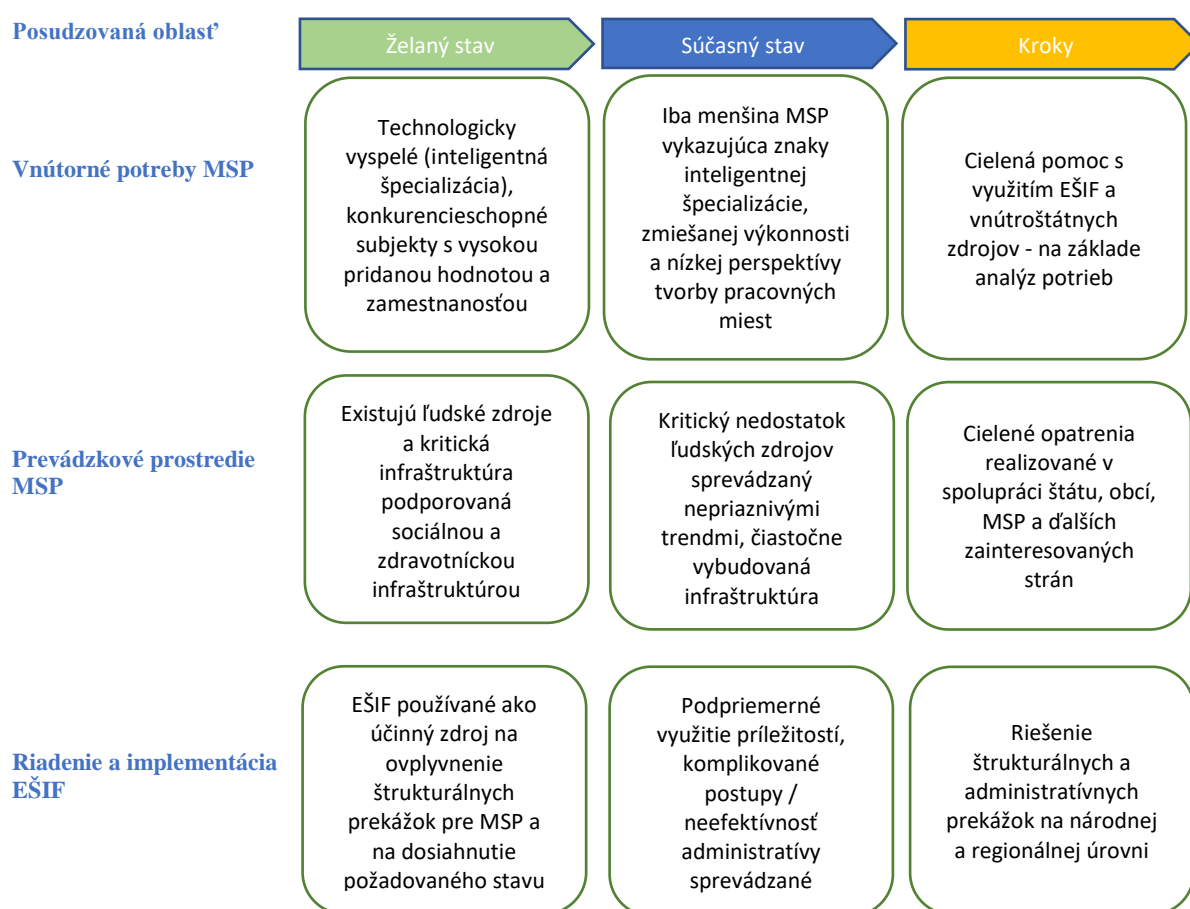 Posudzovaná oblasť
Želaný stav
Súčasný stav
Kroky
Vnútorné potreby MSP
Technologicky
vyspelé (inteligentná
špecializácia),
konkurencieschopné
subjekty s vysokou
pridanou hodnotou a
zamestnanosťou
Iba menšina MSP
vykazujúca znaky
inteligentnej
špecializácie,
zmiešanej výkonnosti
a nízkej perspektívy
tvorby pracovných
miest
Cielená pomoc s
využitím EŠIF a
vnútroštátnych
zdrojov - na základe
analýz potrieb
Prevádzkové prostredie
MSP
Existujú ľudské zdroje
a kritická
infraštruktúra
podporovaná
sociálnou a
zdravotníckou
infraštruktúrou
Kritický nedostatok
ľudských zdrojov
sprevádzaný
nepriaznivými
trendmi, čiastočne
vybudovaná
infraštruktúra
Cielené opatrenia
realizované v
spolupráci štátu, obcí,
MSP a ďalších
zainteresovaných
strán
Riadenie a implementácia
EŠIF
EŠIF používané ako
účinný zdroj na
ovplyvnenie
štrukturálnych
prekážok pre MSP a
na dosiahnutie
požadovaného stavu
Podpriemerné
využitie príležitostí,
komplikované
postupy /
neefektívnosť
administratívy
sprevádzané
Riešenie
štrukturálnych a
administratívnych
prekážok na národnej
a regionálnej úrovni